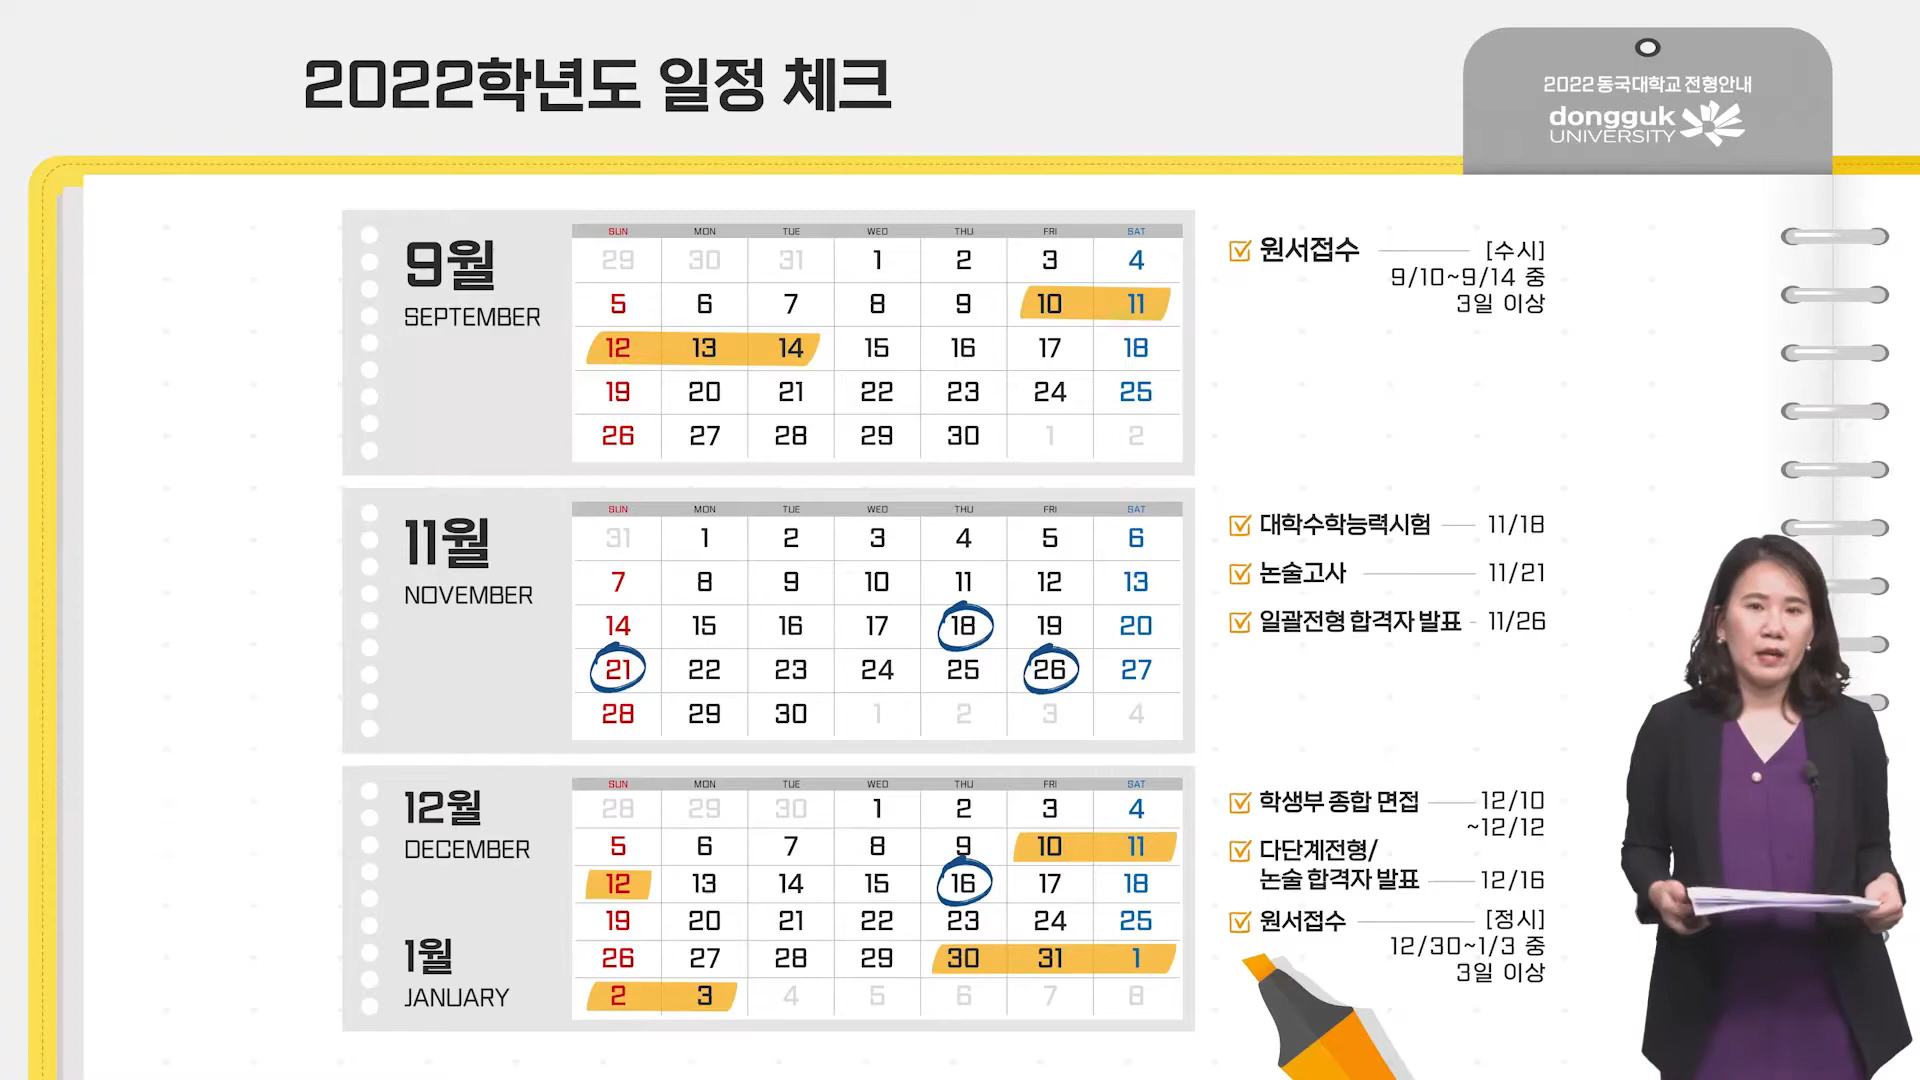 2022학년도 일정 체크
2022 동국대학교 전형안내
dongguk
UNIVERSITY
9월
SEPTEMBER
SUN MON TUE WED THU FRI SAT
29 30 31 1 2 3 4
5 6 7 8 9 10 11
12 13 14 15 16 17 18
19 20 21 22 23 24 25
26 27 28 29 30 1 2
원서접수 [수시]
9/10~9/14 중
3일 이상
11월
NOVEMBER
SUN MON TUE WED THU FRI SAT
31 1 2 3 4 5 6
7 8 9 10 11 12 13
14 15 16 17 18 19 20
21 22 23 24 25 26 27
28 29 30 1 2 3 4
대학수학능력시험 11/18
논술고사 11/21
일괄전형 합격자 발표 11/26
12월
DECEMBER
1월
JANUARY
SUN MON TUE WED THU FRI SAT
28 29 30 1 2 3 4
5 6 7 8 9 10 11
12 13 14 15 16 17 18
19 20 21 22 23 24 25
26 27 28 29 30 31 1
2 3 4 5 6 7 8
학생부 종합 면접 12/10
~12/12
다단계전형/
논술 합격자 발표 12/16
원서접수 [정시]
12/30~1/3 중
3일 이상